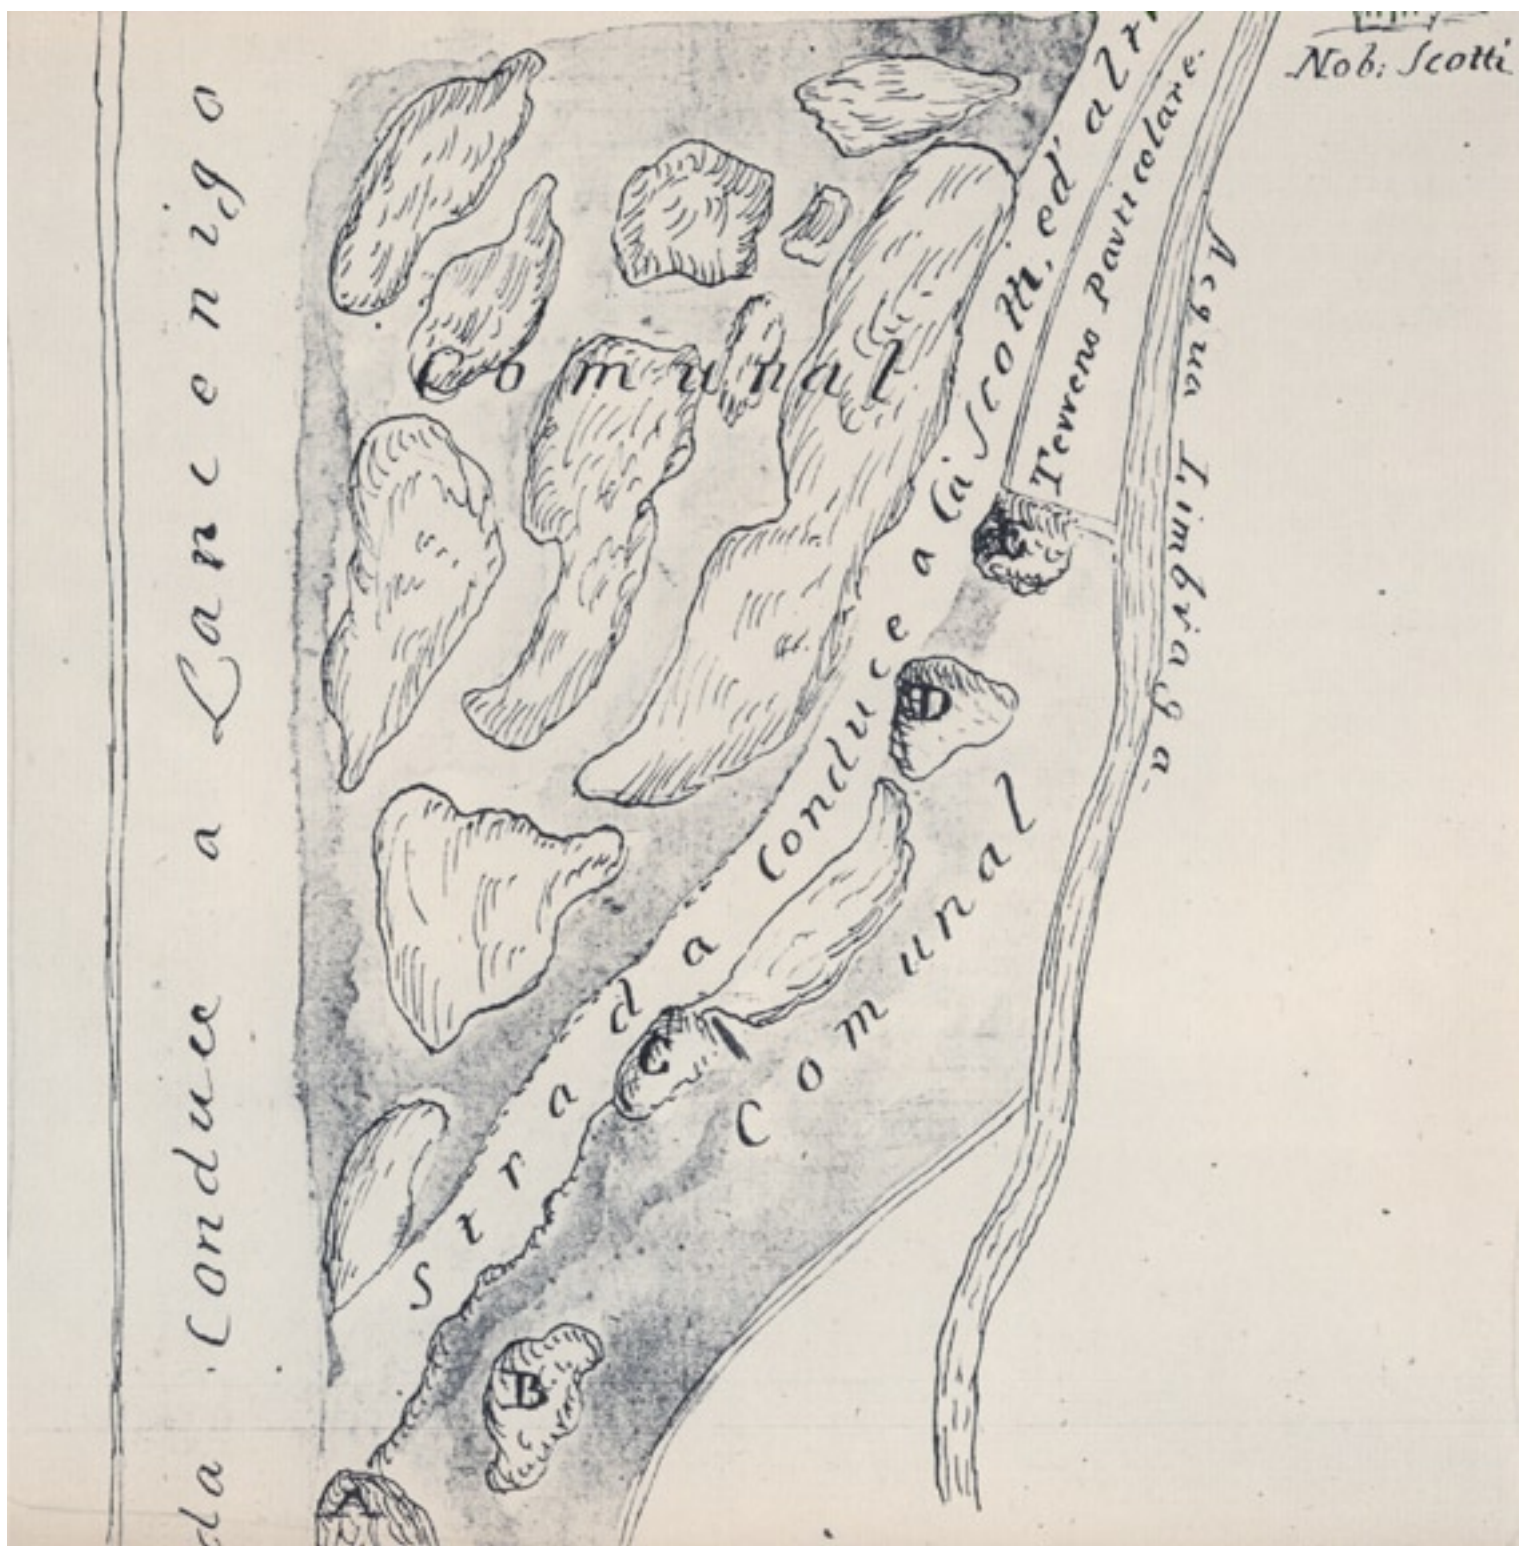 Nob: Scotti
da Conduce a Lancenigo
Comunal
Strada Conduce a Cà Scotti, ed' altri
Terreno Particolare.
Acqua Limbraga
Comunal
A
B
C
D
E